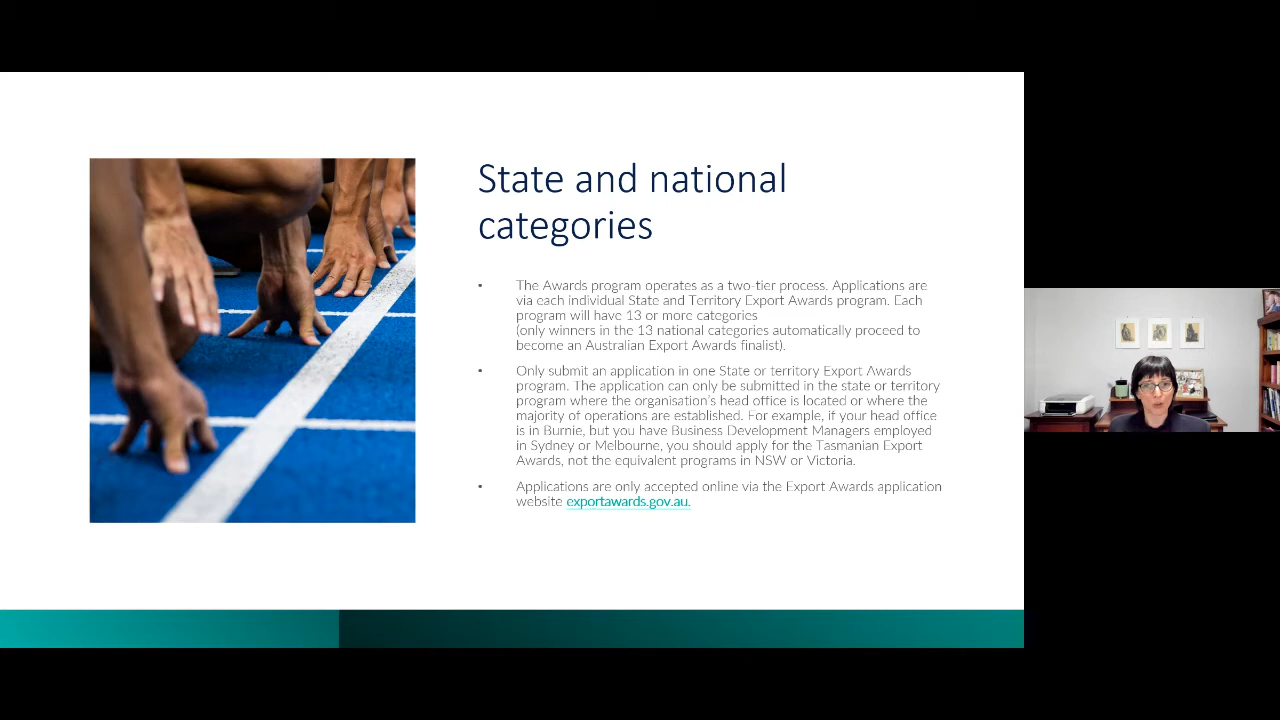 State and national
categories
• The Awards program operates as a two-tier process. Applications are
via each individual State and Territory Export Awards program. Each
program will have 13 or more categories
(only winners in the 13 national categories automatically proceed to
become an Australian Export Awards finalist).
• Only submit an application in one State or territory Export Awards
program. The application can only be submitted in the state or territory
program where the organisation's head office is located or where the
majority of operations are established. For example, if your head office
is in Burnie, but you have Business Development Managers employed
in Sydney or Melbourne, you should apply for the Tasmanian Export
Awards, not the equivalent programs in NSW or Victoria.
• Applications are only accepted online via the Export Awards application
website exportawards.gov.au.